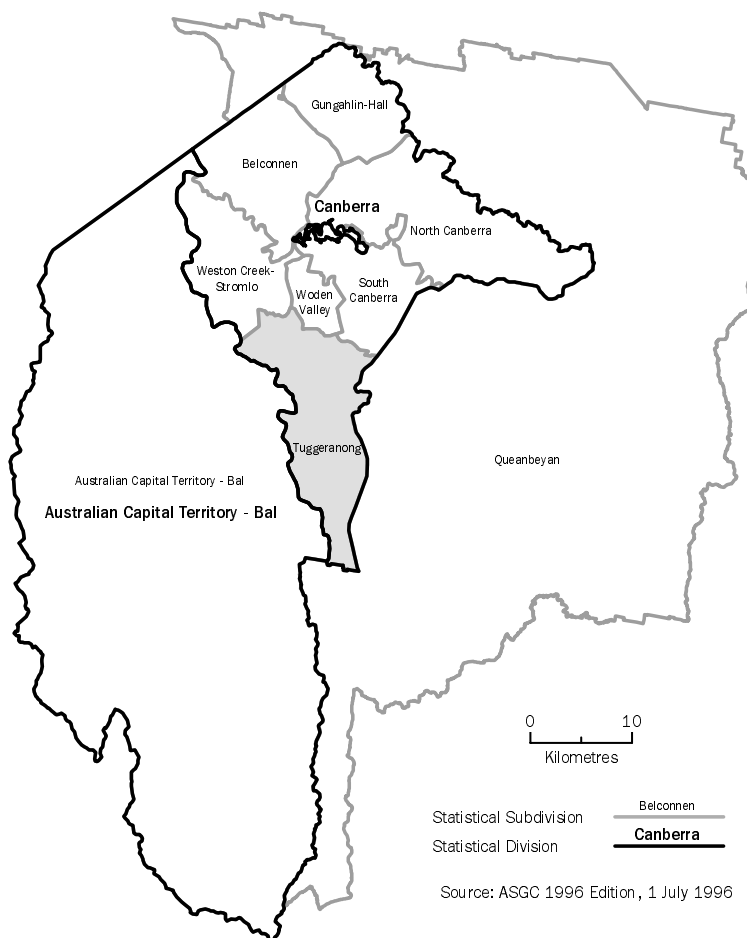 Gungahlin-Hall
Belconnen
Canberra
North Canberra
Weston Creek-
Stromlo
South
Canberra
Woden
Valley
Tuggeranong
Queanbeyan
Australian Capital Territory - Bal
Australian Capital Territory - Bal
0 10
Kilometres
Statistical Subdivision Belconnen
Statistical Division Canberra
Source: ASGC 1996 Edition, 1 July 1996